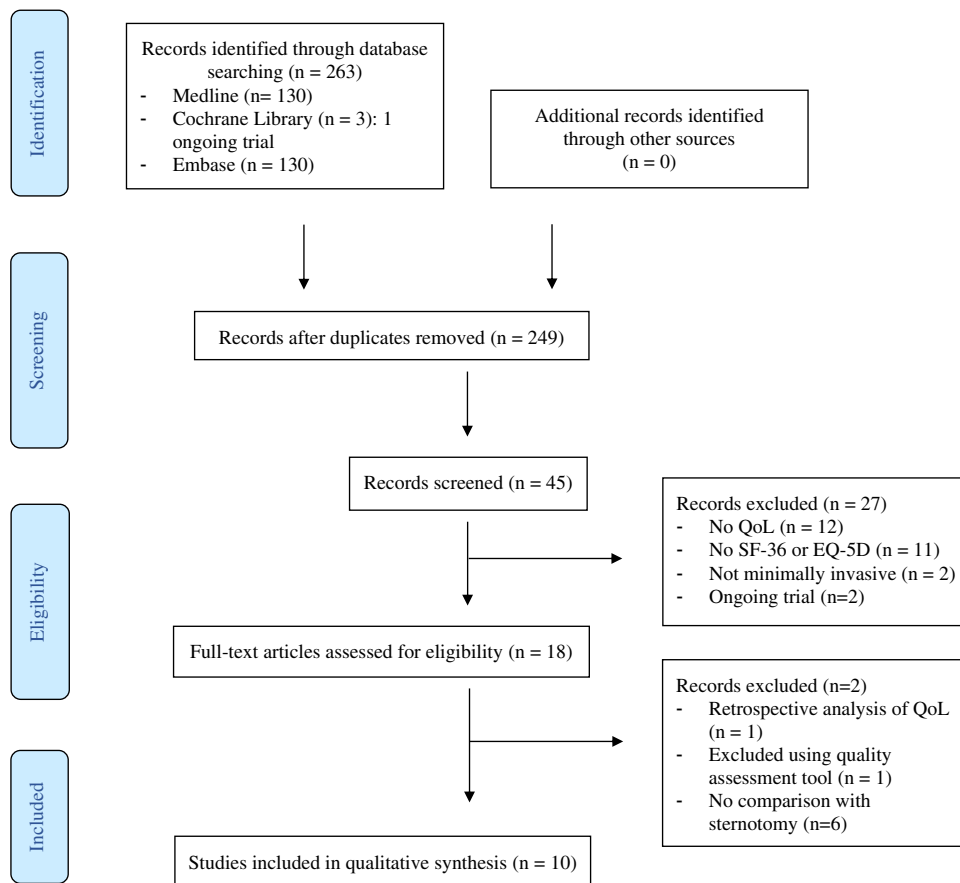 Identification
Records identified through database
searching (n = 263)
- Medline (n= 130)
- Cochrane Library (n = 3): 1
ongoing trial
- Embase (n = 130)
Additional records identified
through other sources
(n = 0)
Screening
Records after duplicates removed (n = 249)
Records screened (n = 45)
Records excluded (n = 27)
- No QoL (n = 12)
- No SF-36 or EQ-5D (n = 11)
- Not minimally invasive (n = 2)
- Ongoing trial (n=2)
Eligibility
Full-text articles assessed for eligibility (n = 18)
Records excluded (n=2)
- Retrospective analysis of QoL
(n = 1)
- Excluded using quality
assessment tool (n = 1)
- No comparison with
sternotomy (n=6)
Included
Studies included in qualitative synthesis (n = 10)